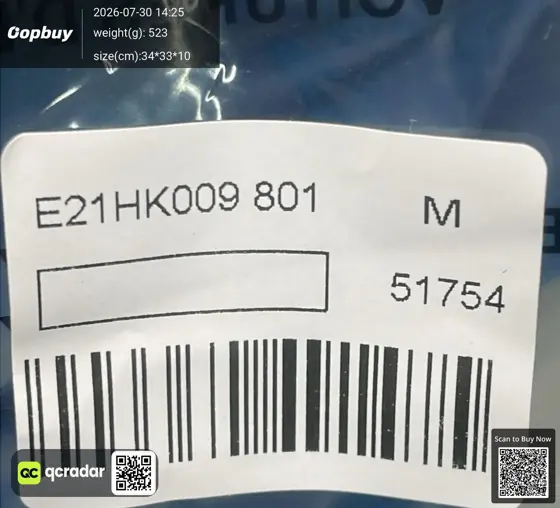 Gopbuy
2026-07-30 14:25
weight(g): 523
size(cm):34*33*10
E21HK009 801
M
51754
qcradar
Scan to Buy Now